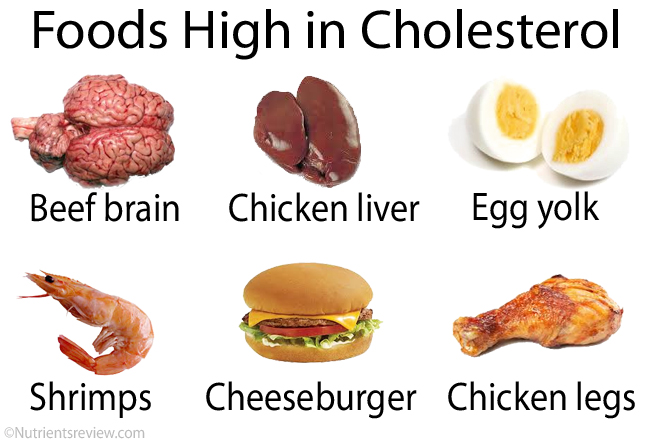 Foods High in Cholesterol
Beef brain
Chicken liver
Egg yolk
Shrimps
Cheeseburger
Chicken legs
©Nutrientsreview.com